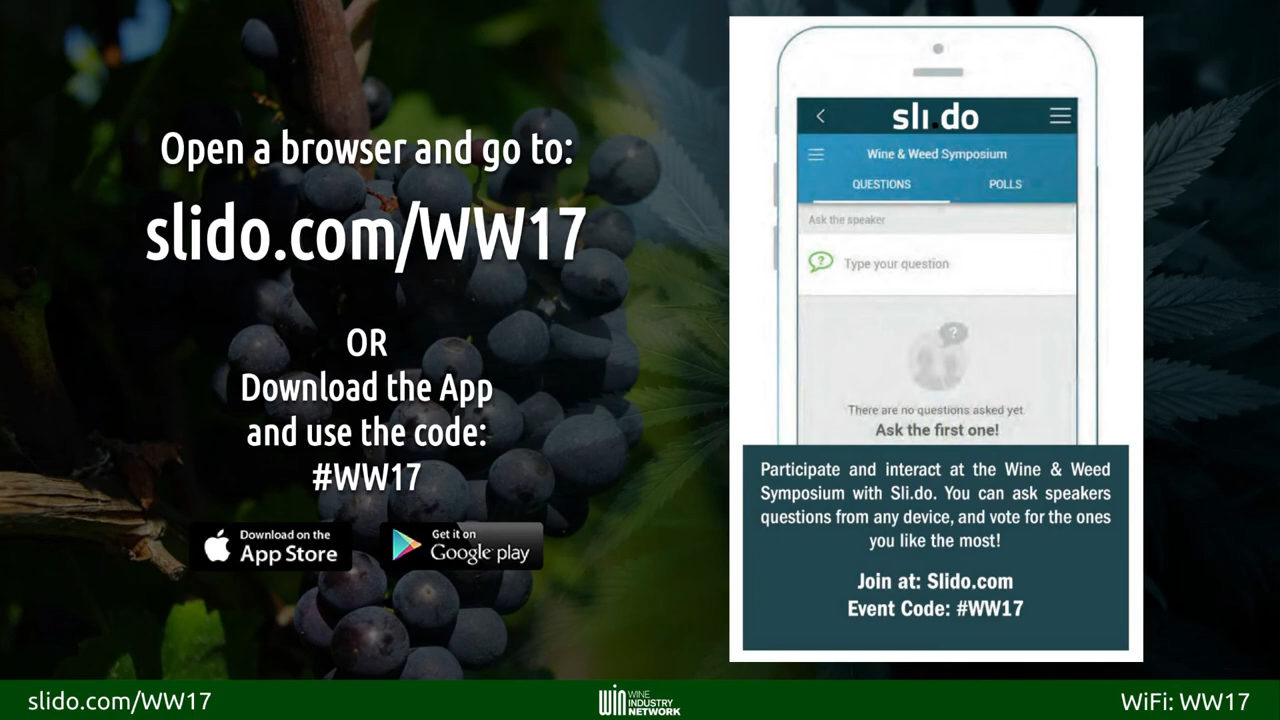 Open a browser and go to:
slido.com/WW17
OR
Download the App
and use the code:
#WW17
Download on the
App Store
Get it on
Google play
sli.do
Wine & Weed Symposium
QUESTIONS
POLLS
Ask the speaker
Type your question
There are no questions asked yet.
Ask the first one!
Participate and interact at the Wine & Weed
Symposium with Sli.do. You can ask speakers
questions from any device, and vote for the ones
you like the most!
Join at: Slido.com
Event Code: #WW17
slido.com/WW17
win WINE
INDUSTRY
NETWORK
WiFi: WW17